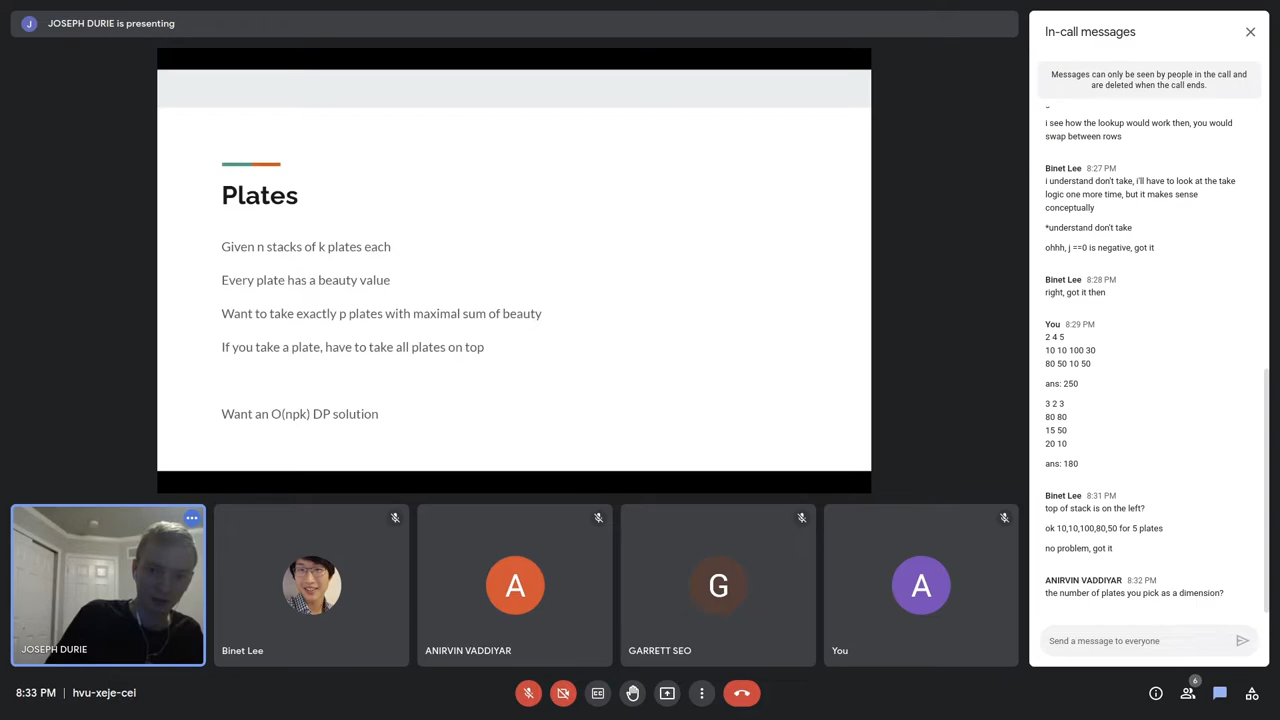 J JOSEPH DURIE is presenting
Plates
Given n stacks of k plates each
Every plate has a beauty value
Want to take exactly p plates with maximal sum of beauty
If you take a plate, have to take all plates on top
Want an O(npk) DP solution
JOSEPH DURIE
Binet Lee
A
ANIRVIN VADDIYAR
G
GARRETT SEO
A
You
8:33 PM | hvu-xeje-cei
In-call messages
Messages can only be seen by people in the call and
are deleted when the call ends.
i see how the lookup would work then, you would
swap between rows
Binet Lee 8:27 PM
i understand don't take, i'll have to look at the take
logic one more time, but it makes sense
conceptually
*understand don't take
ohhh, j ==0 is negative, got it
Binet Lee 8:28 PM
right, got it then
You 8:29 PM
2 4 5
10 10 100 30
80 50 10 50
ans: 250
3 2 3
80 80
15 50
20 10
ans: 180
Binet Lee 8:31 PM
top of stack is on the left?
ok 10,10,100,80,50 for 5 plates
no problem, got it
ANIRVIN VADDIYAR 8:32 PM
the number of plates you pick as a dimension?
Send a message to everyone
6